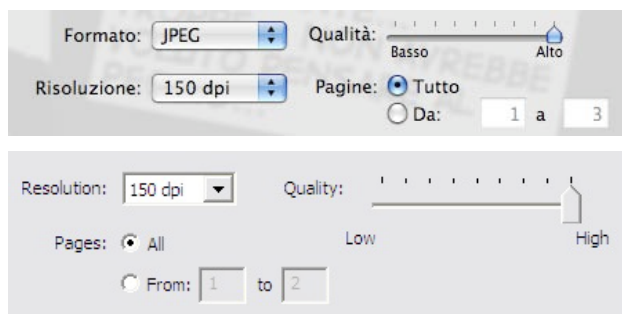 Formato: JPEG Qualità:
Basso Alto
Risoluzione: 150 dpi Pagine: Tutto
Da: 1 a 3
Resolution: 150 dpi Quality:
Low High
Pages: All
From: 1 to 2